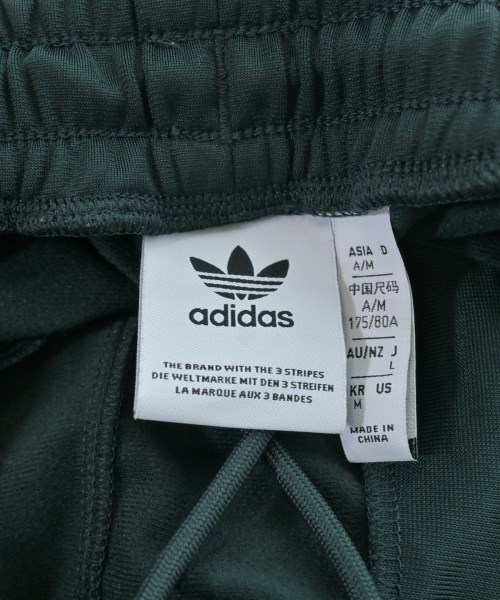 adidas
THE BRAND WITH THE 3 STRIPES
DIE WELTMARKE MIT DEN 3 STREIFEN
LA MARQUE AUX 3 BANDES
ASIA D
A/M
中国尺码
A/M
175/80A
AU/NZ J
L
KR US
M
MADE IN
CHINA